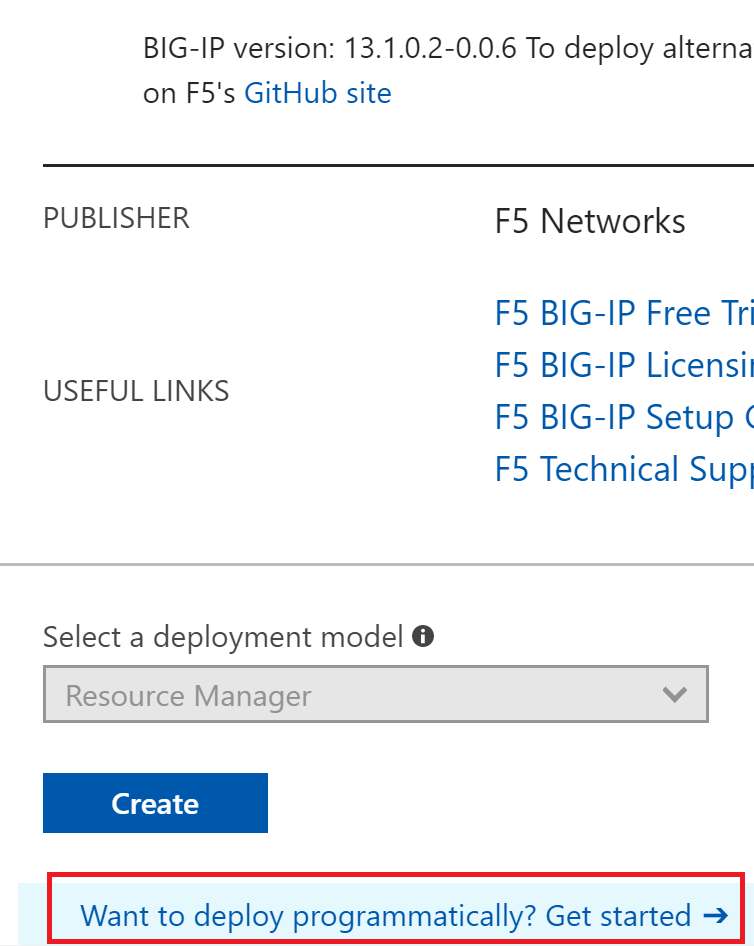 BIG-IP version: 13.1.0.2-0.0.6 To deploy alterna
on F5's GitHub site
PUBLISHER
F5 Networks
USEFUL LINKS
F5 BIG-IP Free Tri
F5 BIG-IP Licensin
F5 BIG-IP Setup G
F5 Technical Supp
Select a deployment model
Resource Manager
Create
Want to deploy programmatically? Get started →